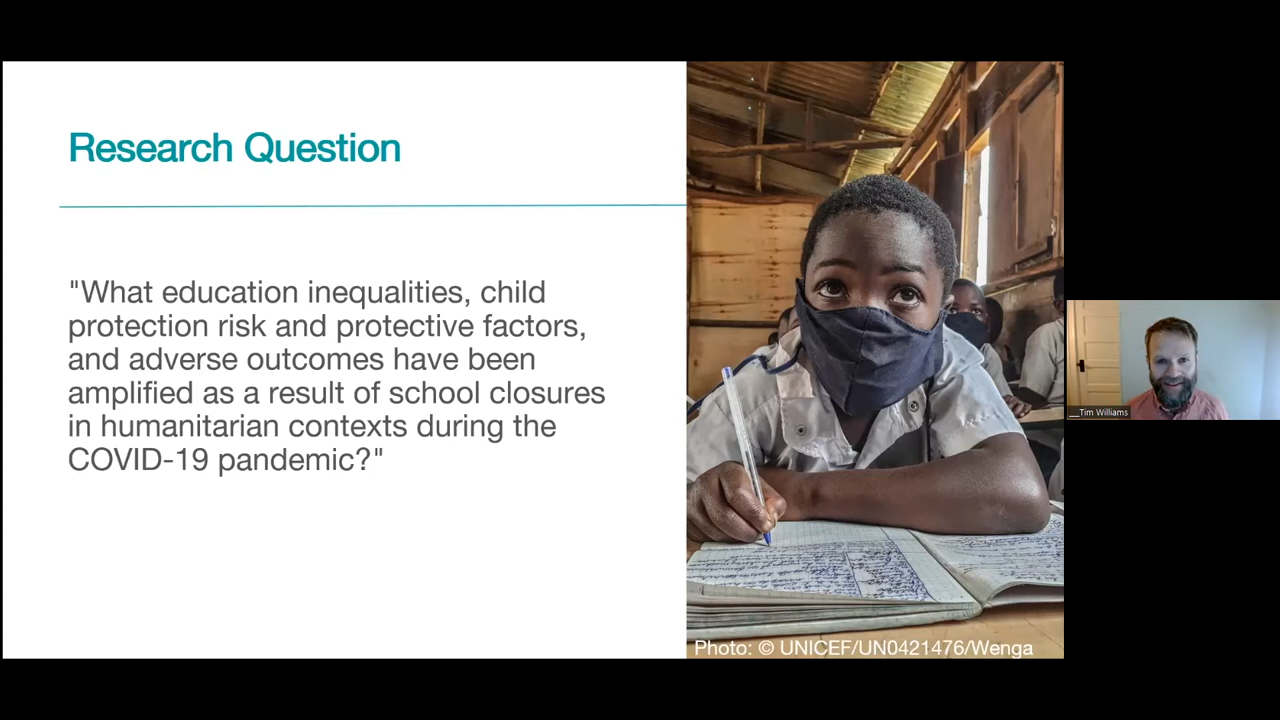 Research Question
"What education inequalities, child
protection risk and protective factors,
and adverse outcomes have been
amplified as a result of school closures
in humanitarian contexts during the
COVID-19 pandemic?"
Photo: © UNICEF/UN0421476/Wenga
__Tim Williams